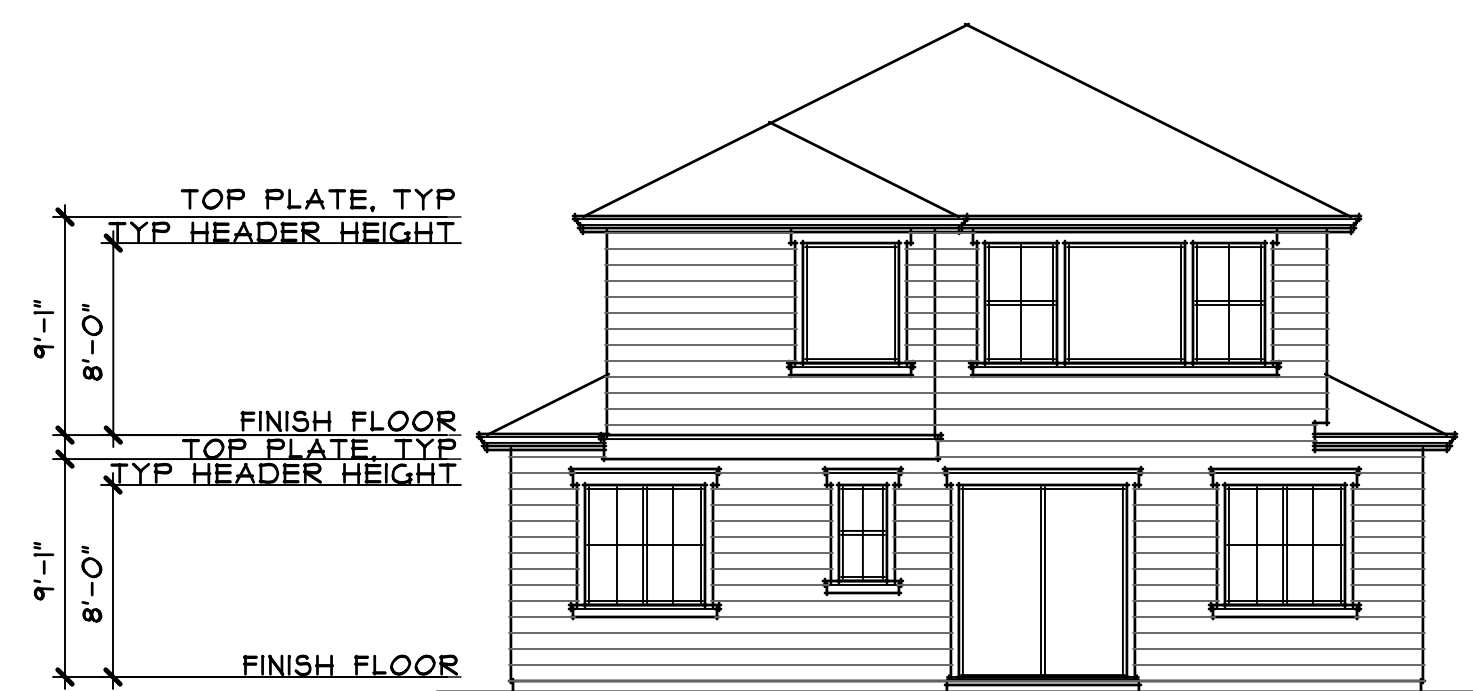 TOP PLATE, TYP
TYP HEADER HEIGHT
9'-1"
8'-0"
FINISH FLOOR
TOP PLATE, TYP
TYP HEADER HEIGHT
9'-1"
8'-0"
FINISH FLOOR